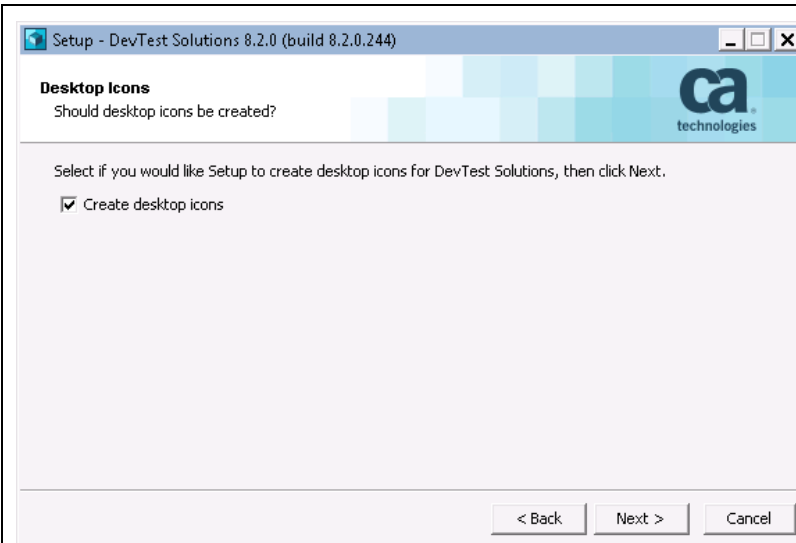 Setup - DevTest Solutions 8.2.0 (build 8.2.0.244)
Desktop Icons
Should desktop icons be created?
ca
technologies
Select if you would like Setup to create desktop icons for DevTest Solutions, then click Next.
Create desktop icons
< Back Next > Cancel